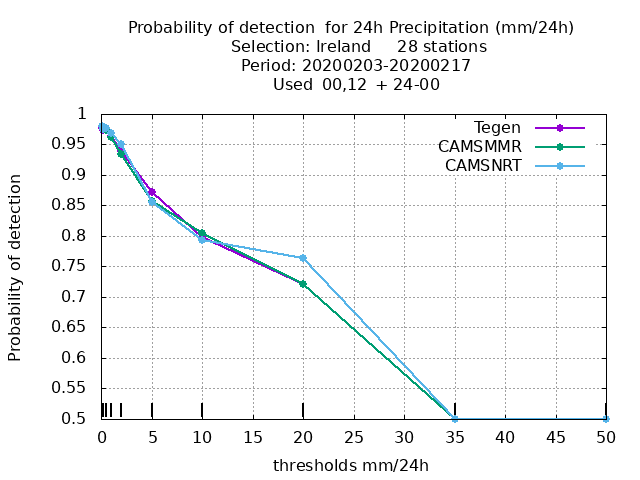 Probability of detection  for 24h Precipitation (mm/24h)
Selection: Ireland     28 stations
Period: 20200203-20200217
Used  00,12  + 24-00
Probability of detection
1
0.95
0.9
0.85
0.8
0.75
0.7
0.65
0.6
0.55
0.5
Tegen
CAMSMMR
CAMSNRT
0 5 10 15 20 25 30 35 40 45 50
thresholds mm/24h